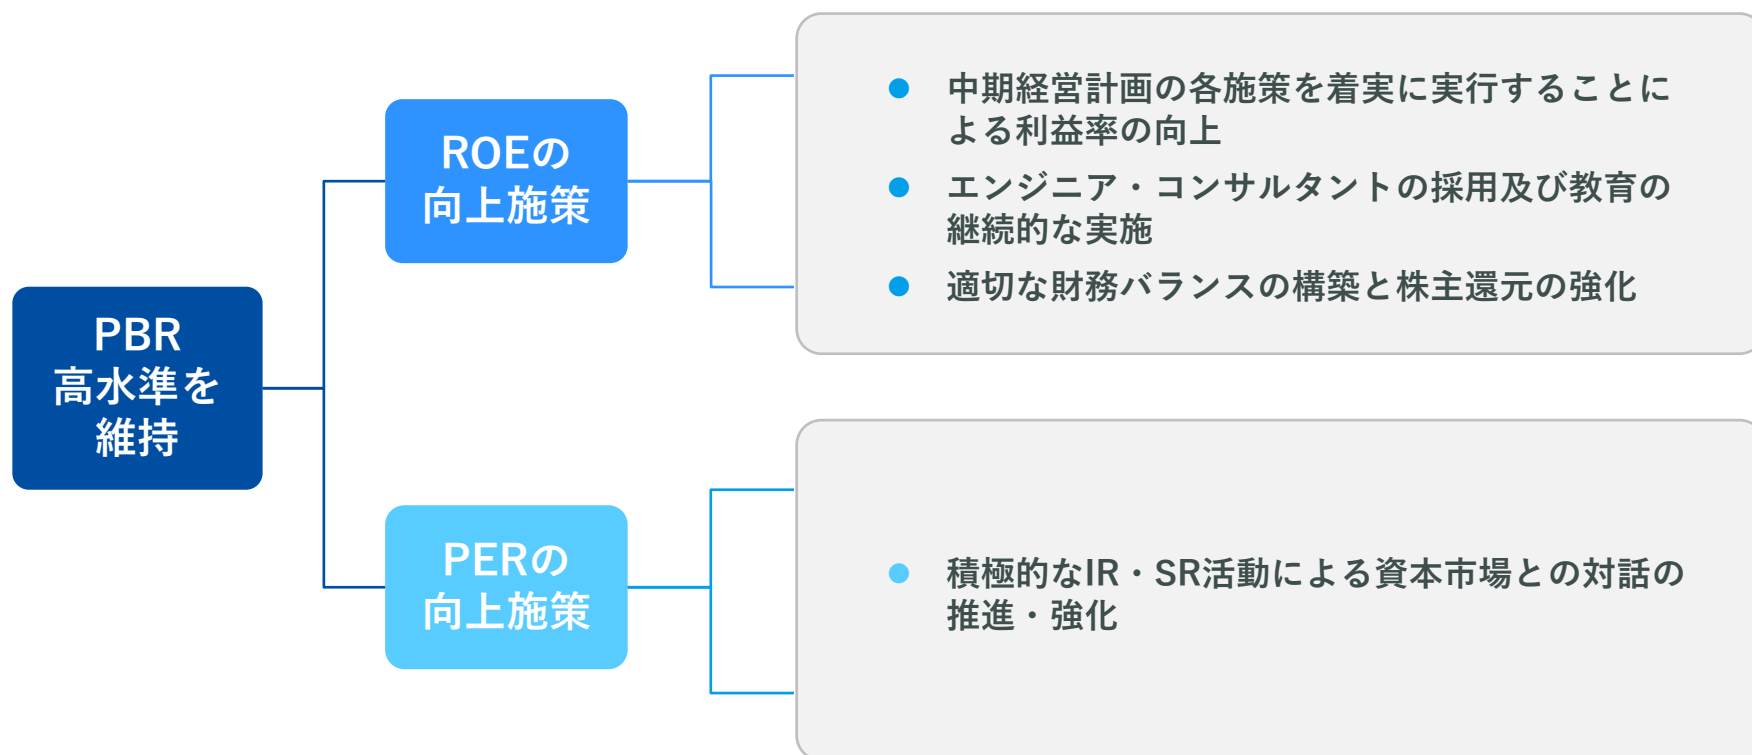 PBR
高水準を
維持
ROEの
向上施策
中期経営計画の各施策を着実に実行することに
よる利益率の向上
エンジニア・コンサルタントの採用及び教育の
継続的な実施
適切な財務バランスの構築と株主還元の強化
PERの
向上施策
積極的なIR・SR活動による資本市場との対話の
推進・強化